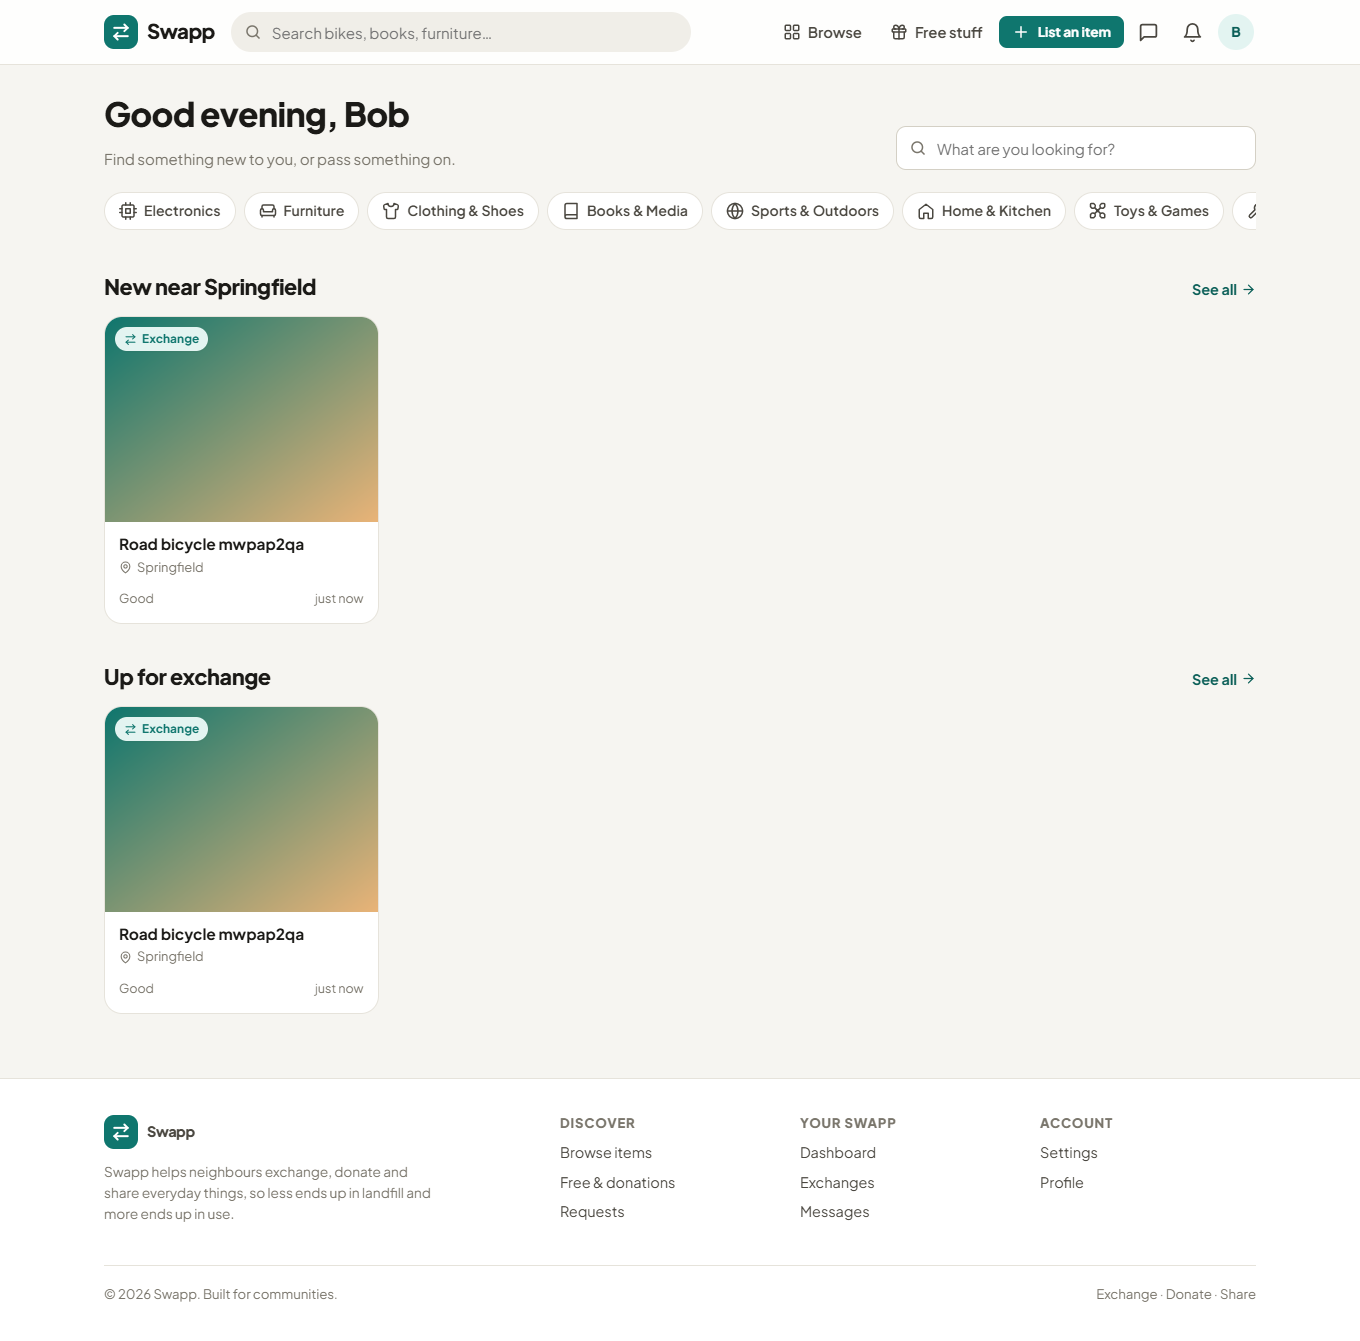 Swapp
Search bikes, books, furniture…
Browse
Free stuff
List an item
B
Good evening, Bob
Find something new to you, or pass something on.
What are you looking for?
Electronics
Furniture
Clothing & Shoes
Books & Media
Sports & Outdoors
Home & Kitchen
Toys & Games
New near Springfield
See all
Exchange
Road bicycle mwpap2qa
Springfield
Good
just now
Up for exchange
See all
Exchange
Road bicycle mwpap2qa
Springfield
Good
just now
Swapp
Swapp helps neighbours exchange, donate and
share everyday things, so less ends up in landfill and
more ends up in use.
DISCOVER
Browse items
Free & donations
Requests
YOUR SWAPP
Dashboard
Exchanges
Messages
ACCOUNT
Settings
Profile
© 2026 Swapp. Built for communities.
Exchange · Donate · Share